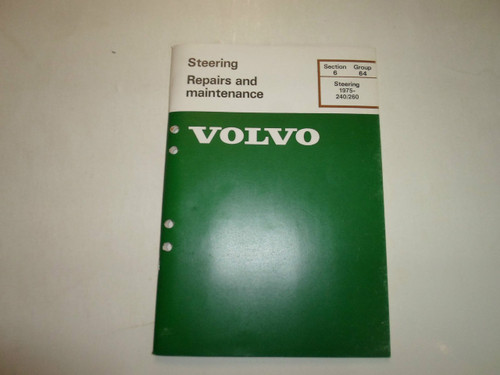 Steering
Repairs and
maintenance
Section Group
6 64
Steering
1975-
240/260
VOLVO